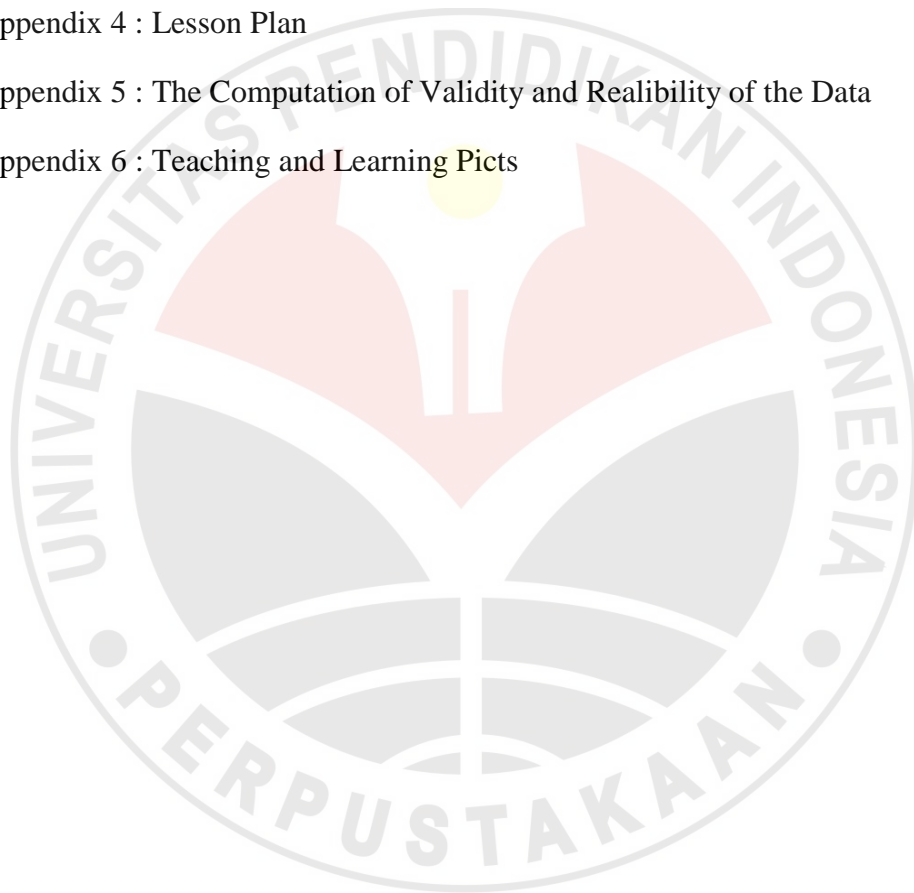 ppendix 4 : Lesson Plan
ppendix 5 : The Computation of Validity and Realibility of the Data
ppendix 6 : Teaching and Learning Picts
UNIVERSITAS PENDIDIKAN INDONESIA
PERPUSTAKAAN